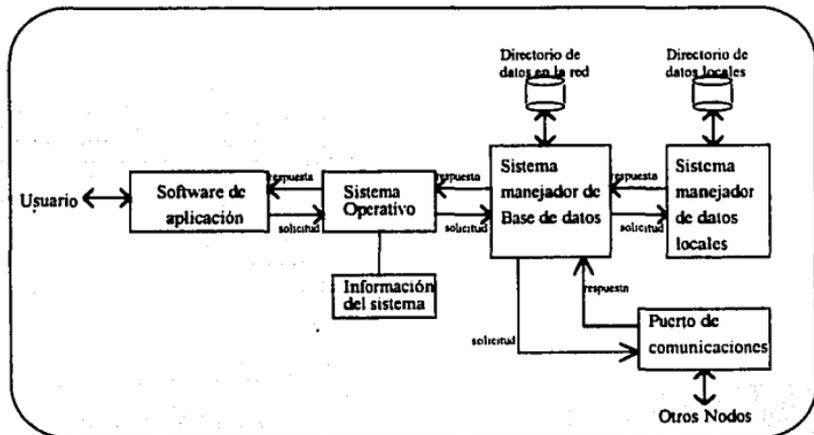 Directorio de
datos en la red
Directorio de
datos locales
Usuario
Software de
aplicación
respuesta
solicitud
Sistema
Operativo
respuesta
solicitud
Sistema
manejador de
Base de datos
respuesta
solicitud
Sistema
manejador
de datos
locales
Información
del sistema
respuesta
solicitud
Puerto de
comunicaciones
Otros Nodos